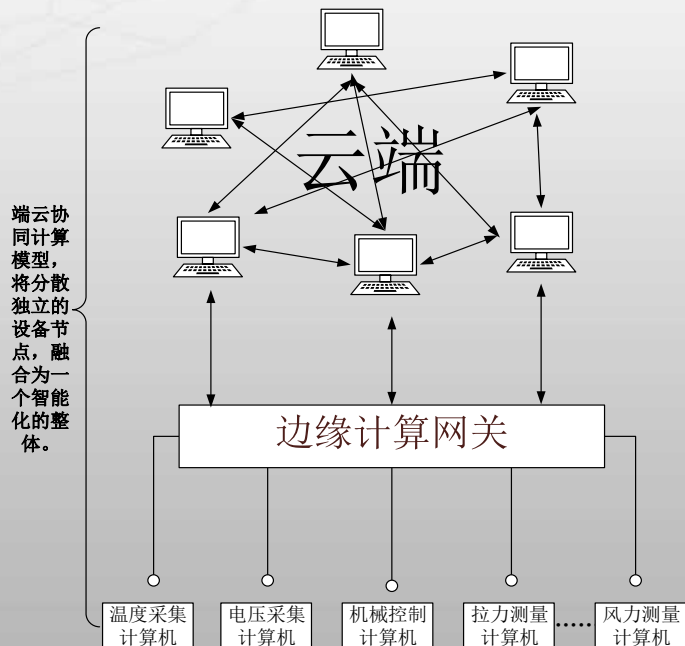 云端
端云协
同计算
模型，
将分散
独立的
设备节
点，融
合为一
个智能
化的整
体。
边缘计算网关
温度采集
计算机
电压采集
计算机
机械控制
计算机
拉力测量
计算机
.....
风力测量
计算机